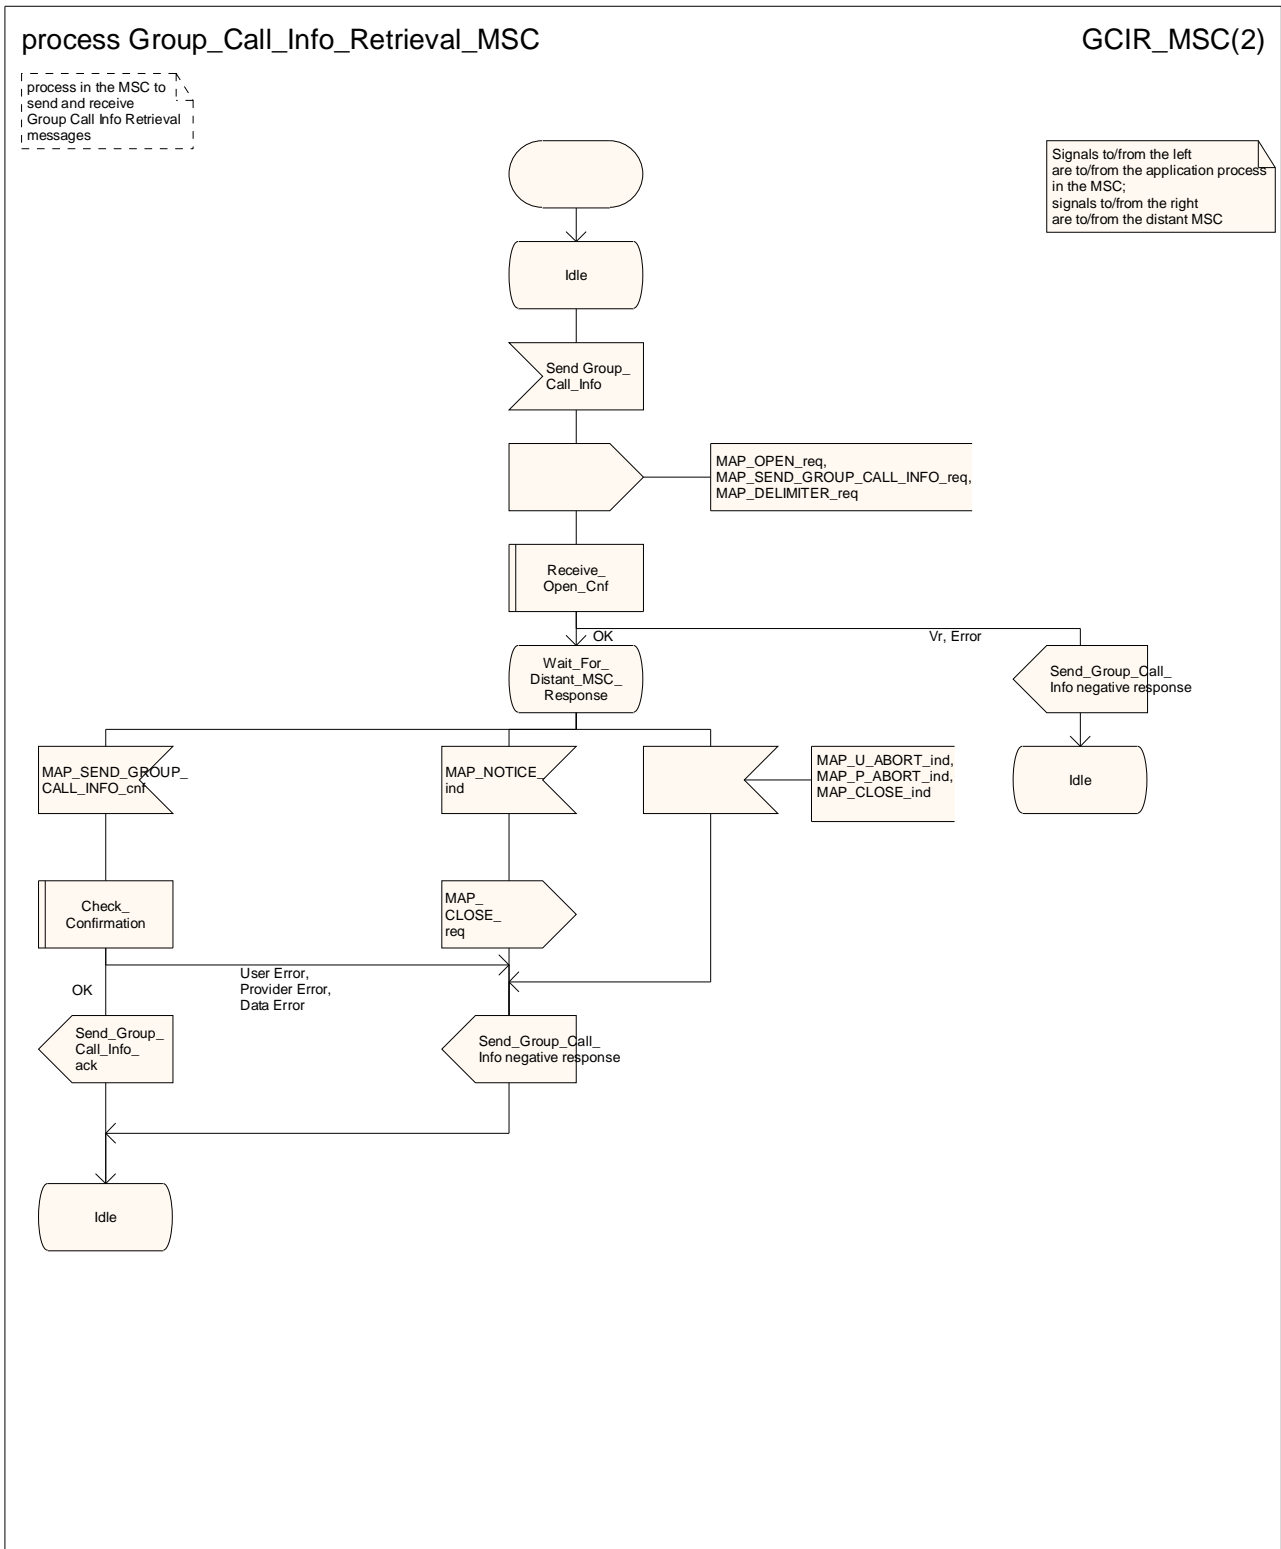 process Group_Call_Info_Retrieval_MSC
GCIR_MSC(2)
process in the MSC to
send and receive
Group Call Info Retrieval
messages
Signals to/from the left
are to/from the application process
in the MSC;
signals to/from the right
are to/from the distant MSC
Idle
Send Group_
Call_Info
MAP_OPEN_req,
MAP_SEND_GROUP_CALL_INFO_req,
MAP_DELIMITER_req
Receive_
Open_Cnf
OK
Vr, Error
Wait_For_
Distant_MSC_
Response
Send_Group_Call_
Info negative response
MAP_SEND_GROUP_
CALL_INFO_cnf
MAP_NOTICE_
ind
MAP_U_ABORT_ind,
MAP_P_ABORT_ind,
MAP_CLOSE_ind
Idle
Check_
Confirmation
MAP_
CLOSE_
req
User Error,
Provider Error,
Data Error
OK
Send_Group_
Call_Info_
ack
Send_Group_Call_
Info negative response
Idle